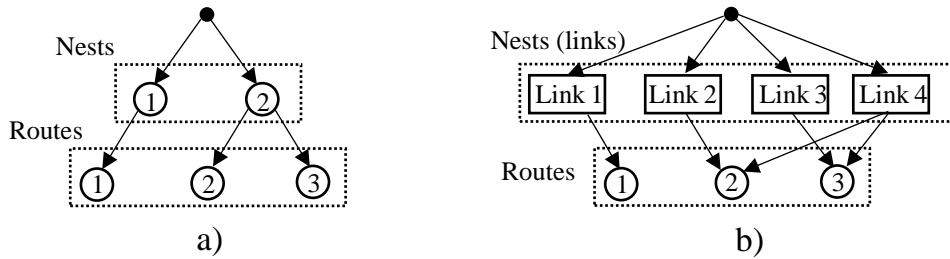 Nests
1 2
Routes
1 2 3
a)
Nests (links)
Link 1 Link 2 Link 3 Link 4
Routes
1 2 3
b)